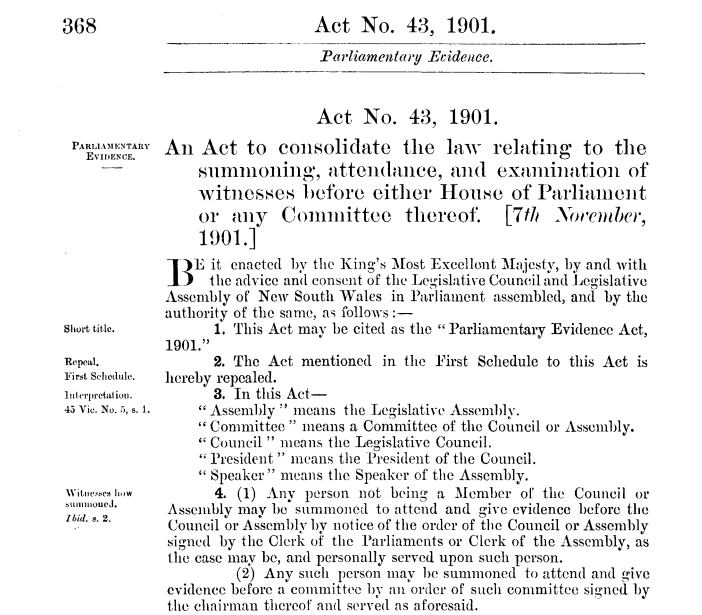 368
Act No. 43, 1901.
Parliamentary Evidence.
Act No. 43, 1901.
PARLIAMENTARY
EVIDENCE.
An Act to consolidate the law relating to the
summoning, attendance, and examination of
witnesses before either House of Parliament
or any Committee thereof. [7th November,
1901.]
BE it enacted by the King's Most Excellent Majesty, by and with
the advice and consent of the Legislative Council and Legislative
Assembly of New South Wales in Parliament assembled, and by the
authority of the same, as follows:—
Short title.
1. This Act may be cited as the "Parliamentary Evidence Act,
1901."
Repeal.
2. The Act mentioned in the First Schedule to this Act is
First Schedule.
hereby repealed.
Interpretation.
3. In this Act—
45 Vic. No. 5, s. 1.
"Assembly" means the Legislative Assembly.
"Committee" means a Committee of the Council or Assembly.
"Council" means the Legislative Council.
"President" means the President of the Council.
"Speaker" means the Speaker of the Assembly.
Witnesses how
summoned.
4. (1) Any person not being a Member of the Council or
Ibid. s. 2.
Assembly may be summoned to attend and give evidence before the
Council or Assembly by notice of the order of the Council or Assembly
signed by the Clerk of the Parliaments or Clerk of the Assembly, as
the case may be, and personally served upon such person.
(2) Any such person may be summoned to attend and give
evidence before a committee by an order of such committee signed by
the chairman thereof and served as aforesaid.